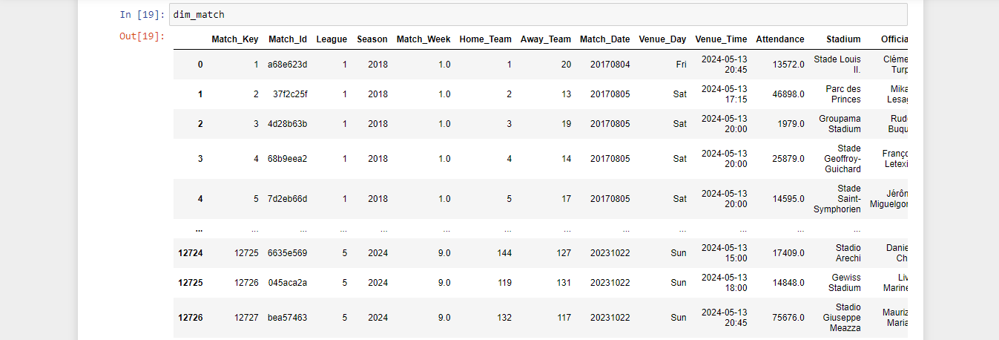 In [19]: dim_match
Out[19]:
Match_Key Match_Id League Season Match_Week Home_Team Away_Team Match_Date Venue_Day Venue_Time Attendance Stadium Officia
0 1 a68e623d 1 2018 1.0 1 20 20170804 Fri 2024-05-13 20:45 13572.0 Stade Louis II. Cléme Turp
1 2 37f2c25f 1 2018 1.0 2 13 20170805 Sat 2024-05-13 17:15 46898.0 Parc des Princes Mika Lesag
2 3 4d28b63b 1 2018 1.0 3 19 20170805 Sat 2024-05-13 20:00 1979.0 Groupama Stadium Rud Buqu
3 4 68b9eea2 1 2018 1.0 4 14 20170805 Sat 2024-05-13 20:00 25879.0 Stade Geoffroy-Guichard Franço Letexi
4 5 7d2eb66d 1 2018 1.0 5 17 20170805 Sat 2024-05-13 20:00 14595.0 Stade Saint-Symphorien Jérôn Miguelgor
... ... ... ... ... ... ... ... ... ... ... ... ...
12724 12725 6635e569 5 2024 9.0 144 127 20231022 Sun 2024-05-13 15:00 17409.0 Stadio Arechi Danie Ch
12725 12726 045aca2a 5 2024 9.0 119 131 20231022 Sun 2024-05-13 18:00 14848.0 Gewiss Stadium Liv Marine
12726 12727 bea57463 5 2024 9.0 132 117 20231022 Sun 2024-05-13 20:45 75676.0 Stadio Giuseppe Meazza Mauriz Maria